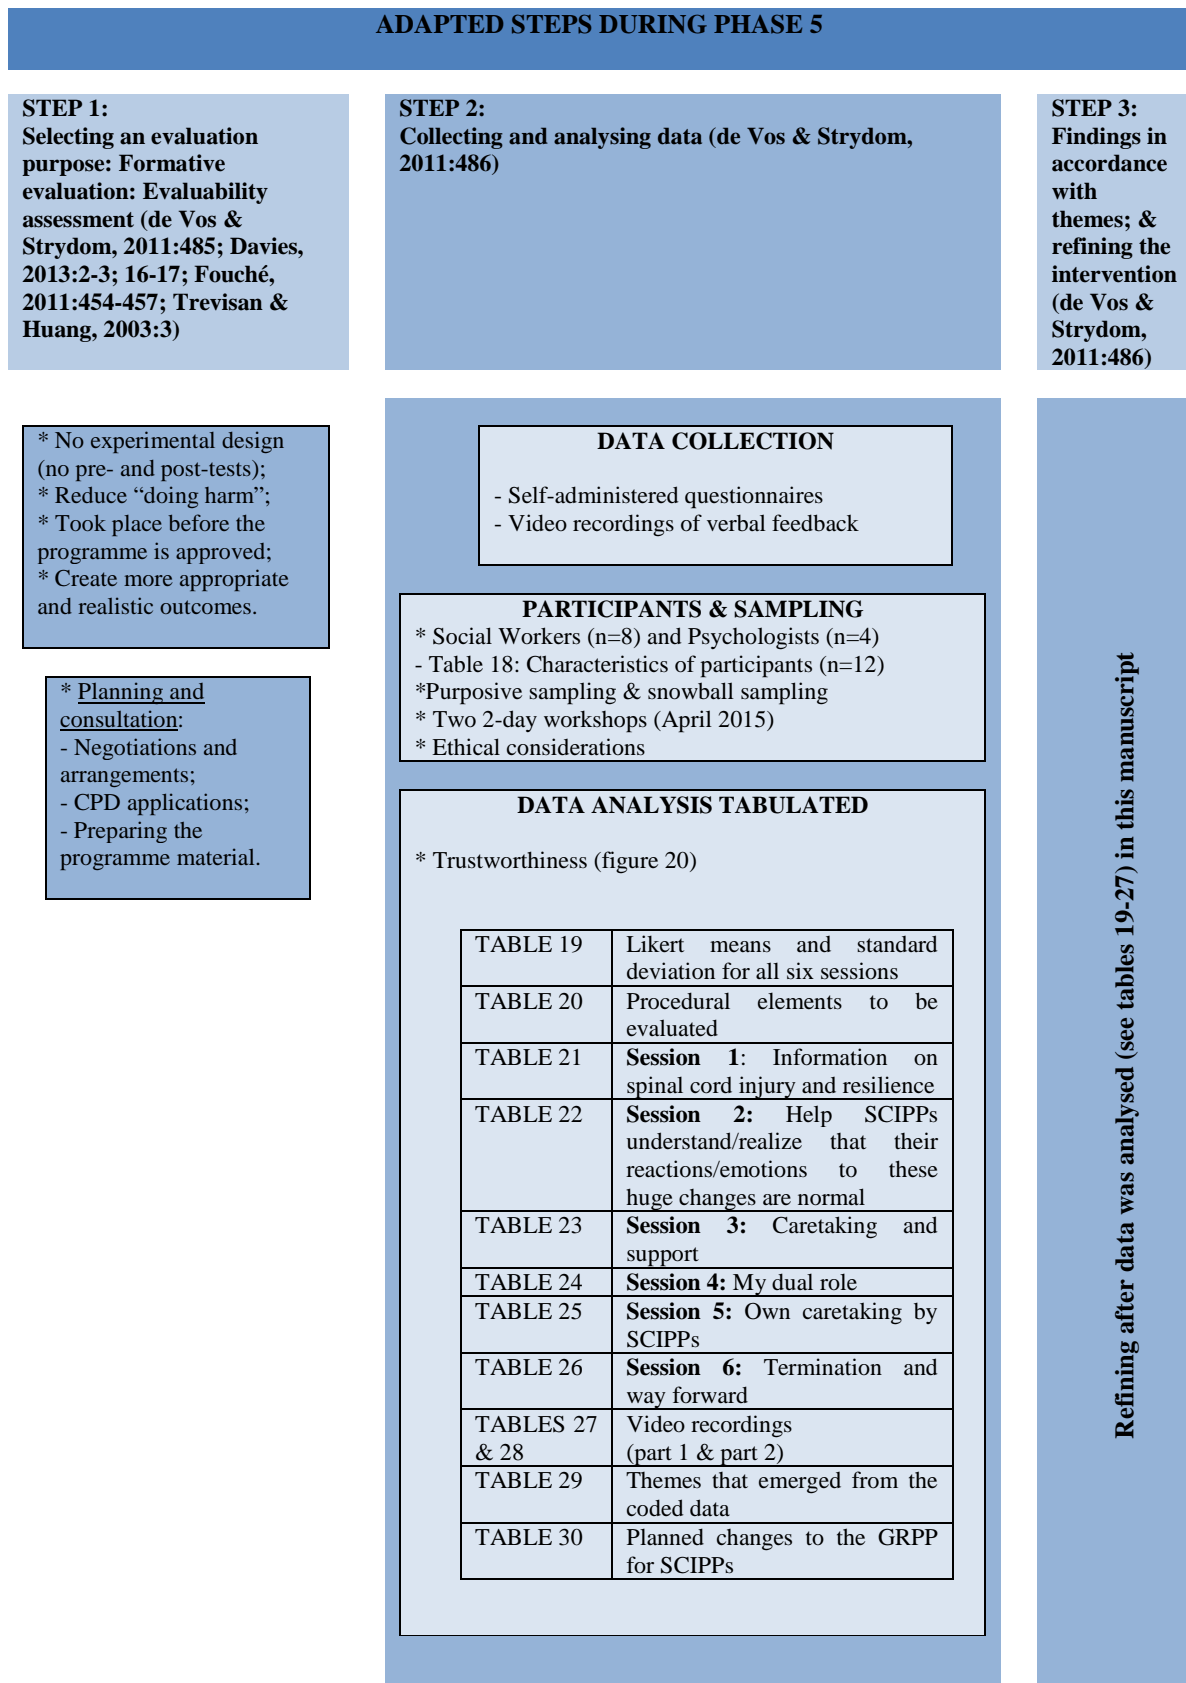 ADAPTED STEPS DURING PHASE 5
STEP 1:
Selecting an evaluation
purpose: Formative
evaluation: Evaluability
assessment (de Vos &
Strydom, 2011:485; Davies,
2013:2-3; 16-17; Fouché,
2011:454-457; Trevisan &
Huang, 2003:3)
* No experimental design
(no pre- and post-tests);
* Reduce “doing harm”;
* Took place before the
programme is approved;
* Create more appropriate
and realistic outcomes.
* Planning and
consultation:
- Negotiations and
arrangements;
- CPD applications;
- Preparing the
programme material.
STEP 2:
Collecting and analysing data (de Vos & Strydom,
2011:486)
DATA COLLECTION
- Self-administered questionnaires
- Video recordings of verbal feedback
PARTICIPANTS & SAMPLING
* Social Workers (n=8) and Psychologists (n=4)
- Table 18: Characteristics of participants (n=12)
*Purposive sampling & snowball sampling
* Two 2-day workshops (April 2015)
* Ethical considerations
DATA ANALYSIS TABULATED
* Trustworthiness (figure 20)
TABLE 19 Likert means and standard
deviation for all six sessions
TABLE 20 Procedural elements to be
evaluated
TABLE 21 Session 1: Information on
spinal cord injury and resilience
TABLE 22 Session 2: Help SCIPPs
understand/realize that their
reactions/emotions to these
huge changes are normal
TABLE 23 Session 3: Caretaking and
support
TABLE 24 Session 4: My dual role
TABLE 25 Session 5: Own caretaking by
SCIPPs
TABLE 26 Session 6: Termination and
way forward
TABLES 27 Video recordings
& 28 (part 1 & part 2)
TABLE 29 Themes that emerged from the
coded data
TABLE 30 Planned changes to the GRPP
for SCIPPs
STEP 3:
Findings in
accordance
with
themes; &
refining the
intervention
(de Vos &
Strydom,
2011:486)
Refining after data was analysed (see tables 19-27) in this manuscript